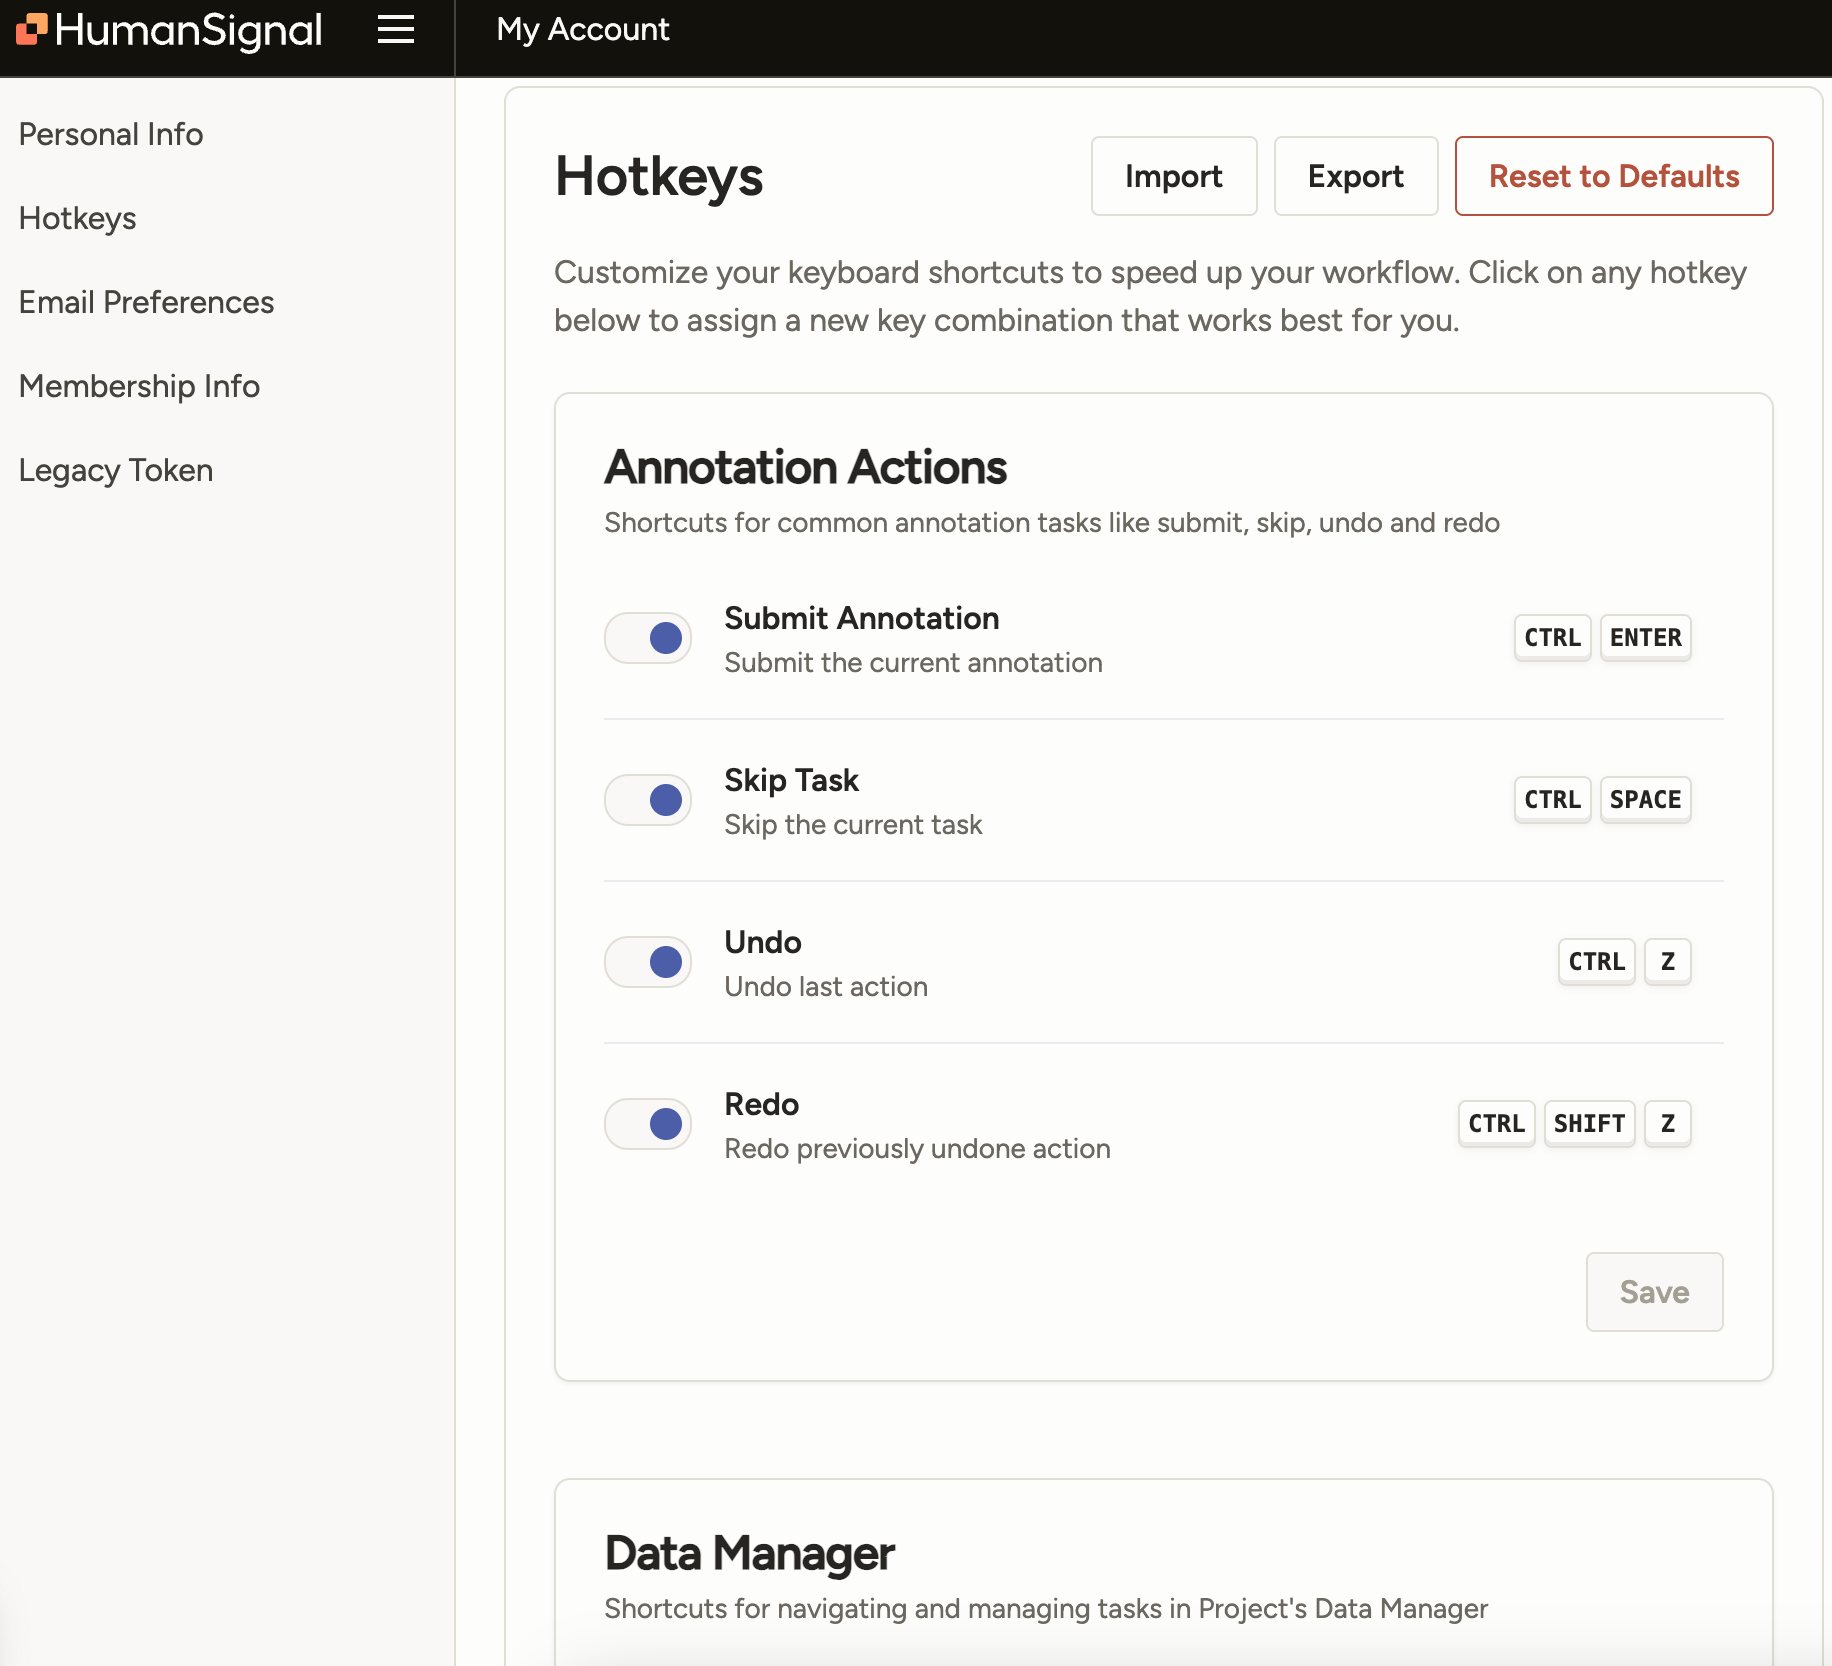 HumanSignal
My Account
Personal Info
Hotkeys
Email Preferences
Membership Info
Legacy Token
Hotkeys
Import
Export
Reset to Defaults
Customize your keyboard shortcuts to speed up your workflow. Click on any hotkey
below to assign a new key combination that works best for you.
Annotation Actions
Shortcuts for common annotation tasks like submit, skip, undo and redo
Submit Annotation
Submit the current annotation
CTRL ENTER
Skip Task
Skip the current task
CTRL SPACE
Undo
Undo last action
CTRL Z
Redo
Redo previously undone action
CTRL SHIFT Z
Save
Data Manager
Shortcuts for navigating and managing tasks in Project's Data Manager